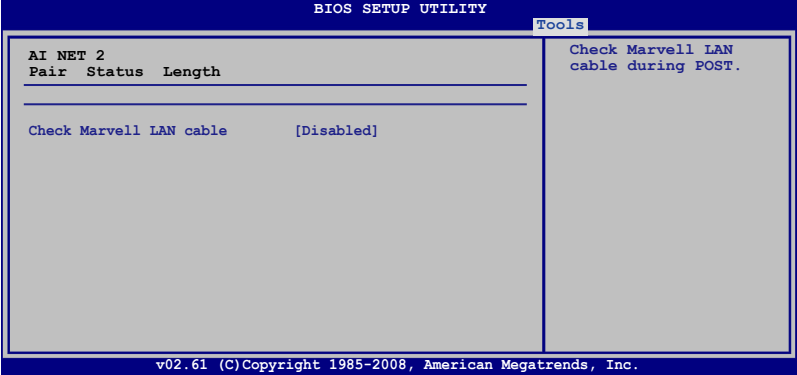 BIOS SETUP UTILITY
Tools
AI NET 2
Pair Status Length
Check Marvell LAN cable [Disabled]
Check Marvell LAN
cable during POST.
v02.61 (C)Copyright 1985-2008, American Megatrends, Inc.